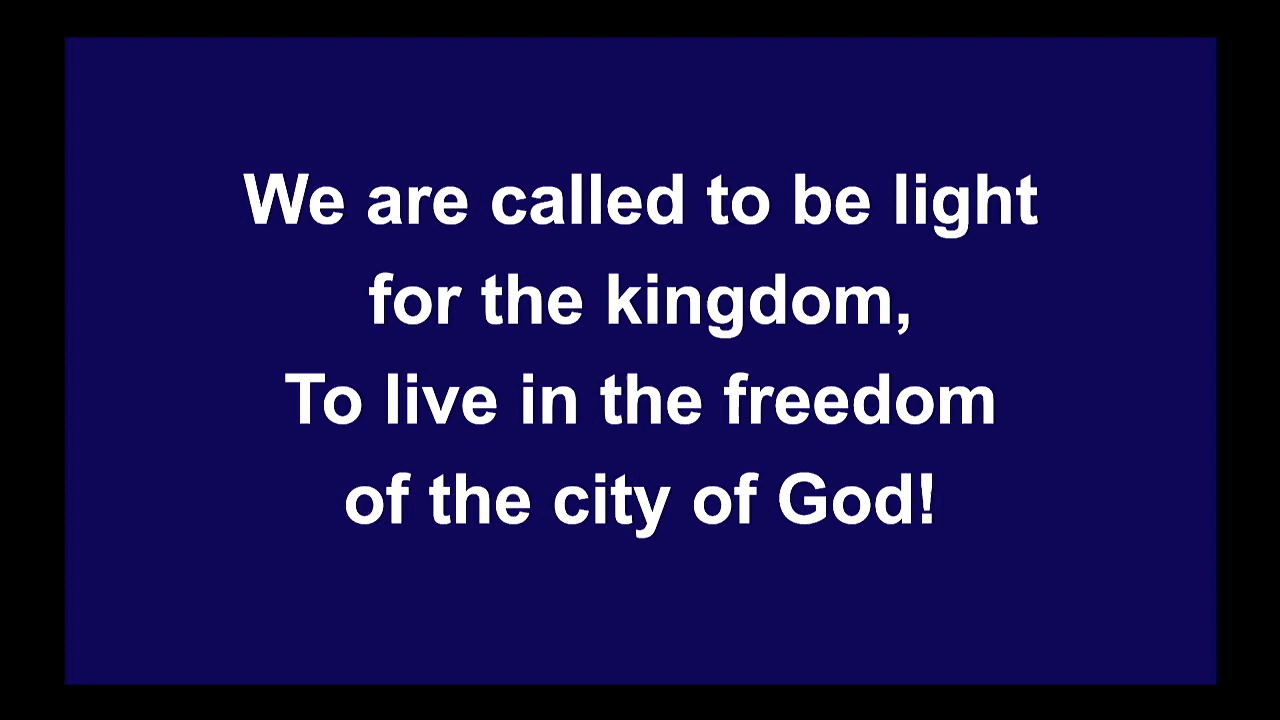 We are called to be light
for the kingdom,
To live in the freedom
of the city of God!